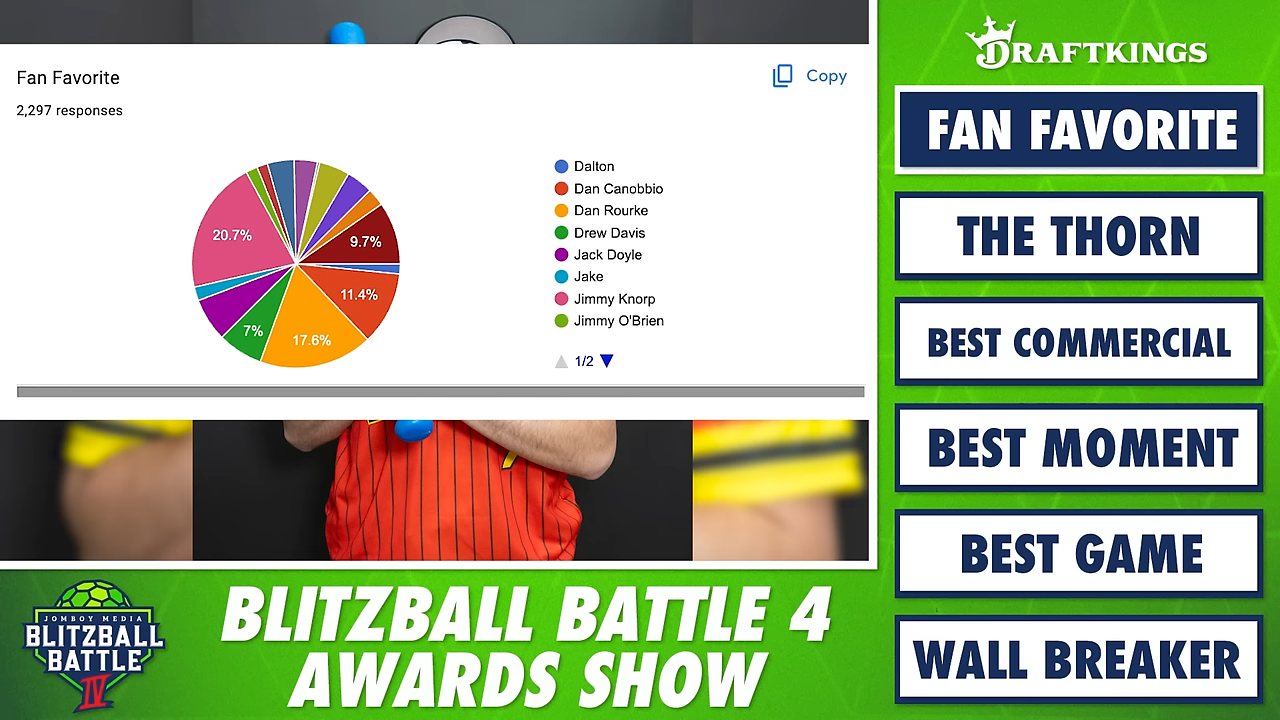 Fan Favorite
Copy
2,297 responses
20.7%
9.7%
11.4%
7%
17.6%
Dalton
Dan Canobbio
Dan Rourke
Drew Davis
Jack Doyle
Jake
Jimmy Knorp
Jimmy O'Brien
1/2
DRAFTKINGS
FAN FAVORITE
THE THORN
BEST COMMERCIAL
BEST MOMENT
BEST GAME
WALL BREAKER
JOMBOY MEDIA
BLITZBALL
BATTLE
IV
BLITZBALL BATTLE 4
AWARDS SHOW